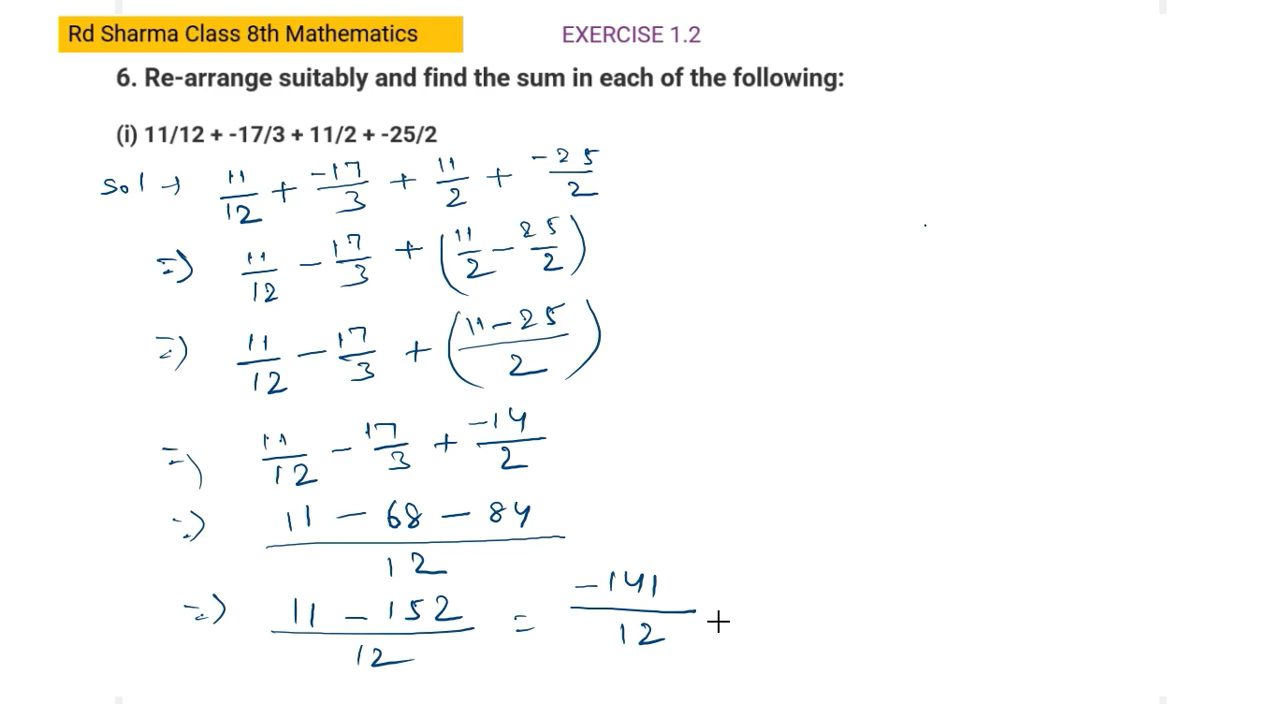 Rd Sharma Class 8th Mathematics EXERCISE 1.2
6. Re-arrange suitably and find the sum in each of the following:
(i) 11/12 + -17/3 + 11/2 + -25/2
Sol → 11/12 + -17/3 + 11/2 + -25/2
=) 11/12 - 17/3 + (11/2 - 25/2)
=) 11/12 - 17/3 + (11-25/2)
=) 11/12 - 17/3 + -14/2
=) 11 - 68 - 84/12
=) 11 - 152/12 = -141/12